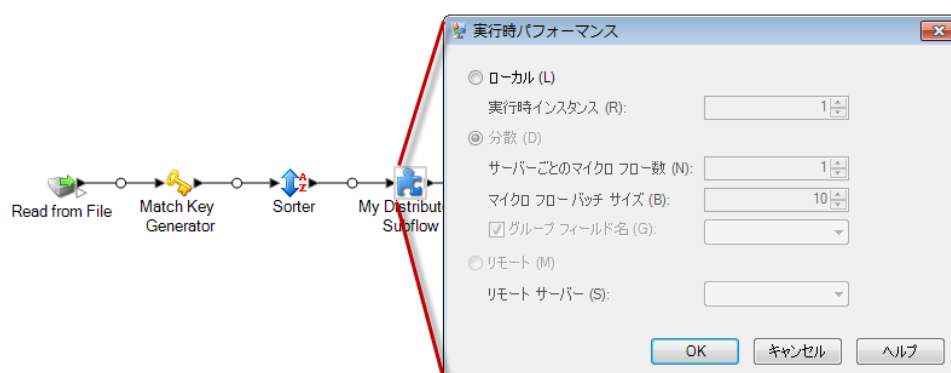 実行時パフォーマンス
ローカル (L)
実行時インスタンス (R):
1
分散 (D)
サーバーごとのマイクロ フロー数 (N):
1
マイクロ フロー バッチ サイズ (B):
10
グループ フィールド名 (G):
リモート (M)
リモート サーバー (S):
OK
キャンセル
ヘルプ
Read from File
Match Key
Generator
A
Z
Sorter
My Distribut
Subflow